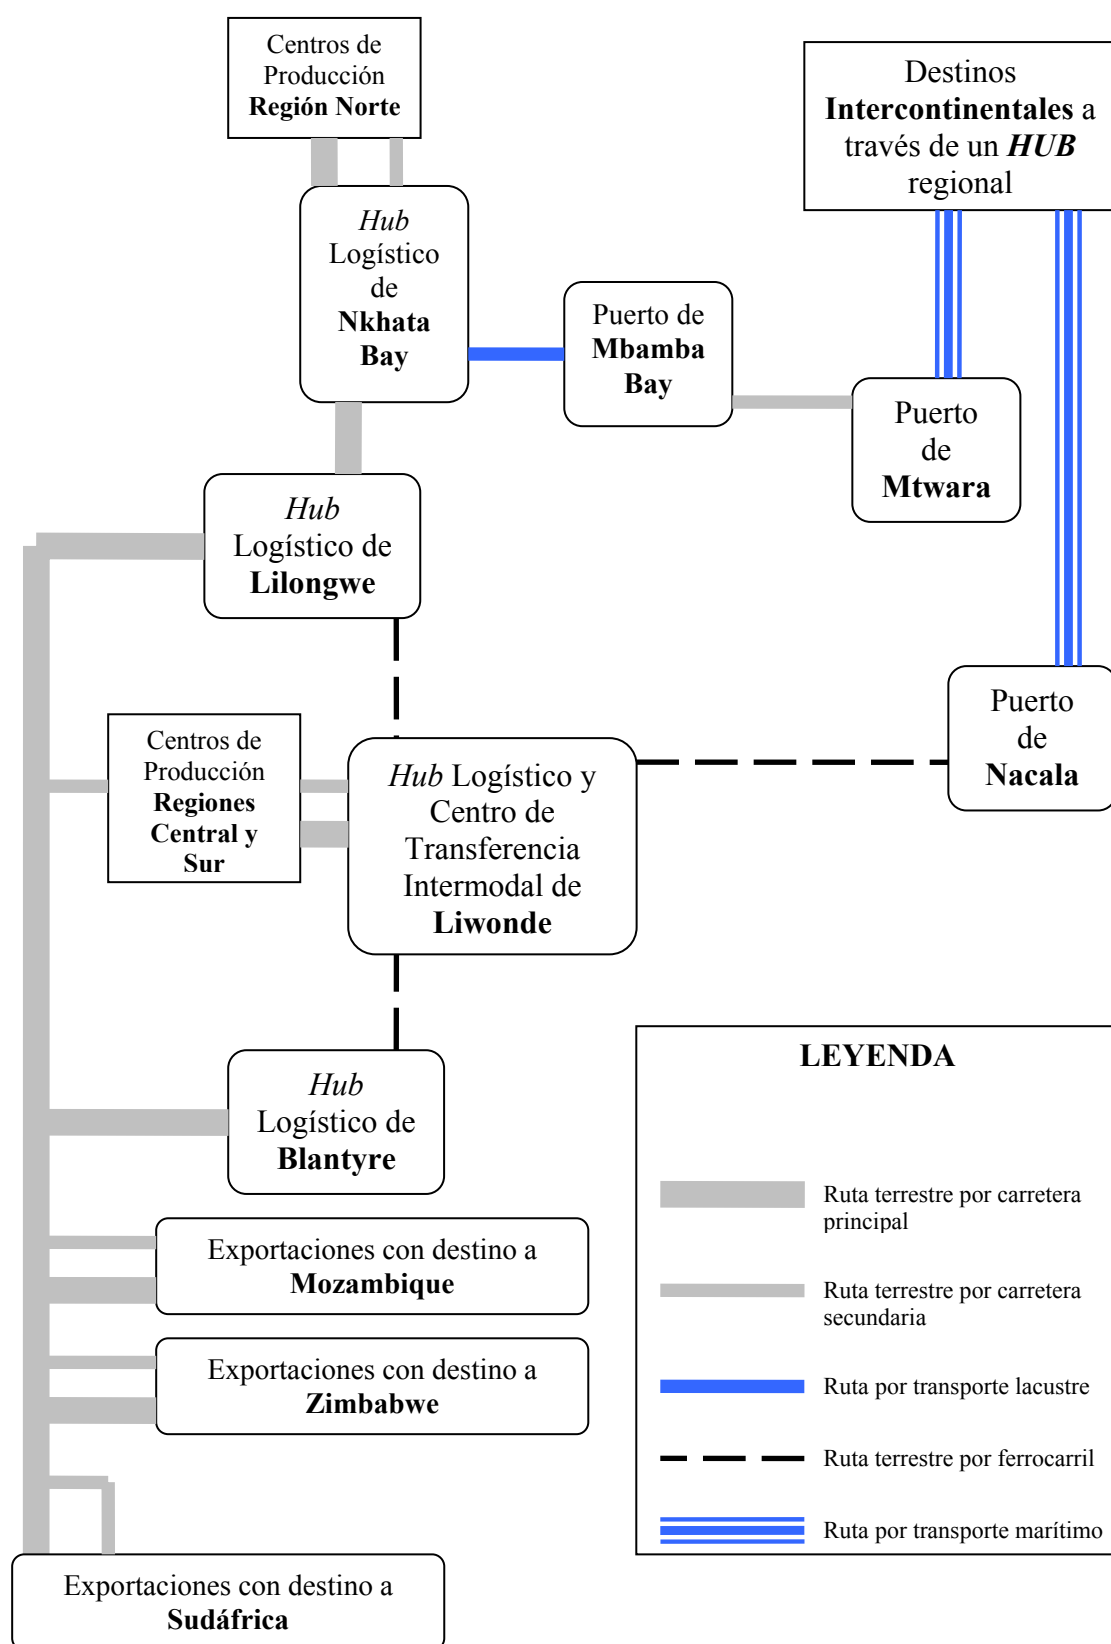 Centros de
Producción
Región Norte
Destinos
Intercontinentales a
través de un HUB
regional
Hub
Logístico
de
Nkhata
Bay
Puerto de
Mbamba
Bay
Puerto
de
Mtwara
Hub
Logístico de
Lilongwe
Puerto
de
Nacala
Centros de
Producción
Regiones
Central y
Sur
Hub Logístico y
Centro de
Transferencia
Intermodal de
Liwonde
Hub
Logístico de
Blantyre
Exportaciones con destino a
Mozambique
Exportaciones con destino a
Zimbabwe
Exportaciones con destino a
Sudáfrica
LEYENDA
Ruta terrestre por carretera
principal
Ruta terrestre por carretera
secundaria
Ruta por transporte lacustre
Ruta terrestre por ferrocarril
Ruta por transporte marítimo